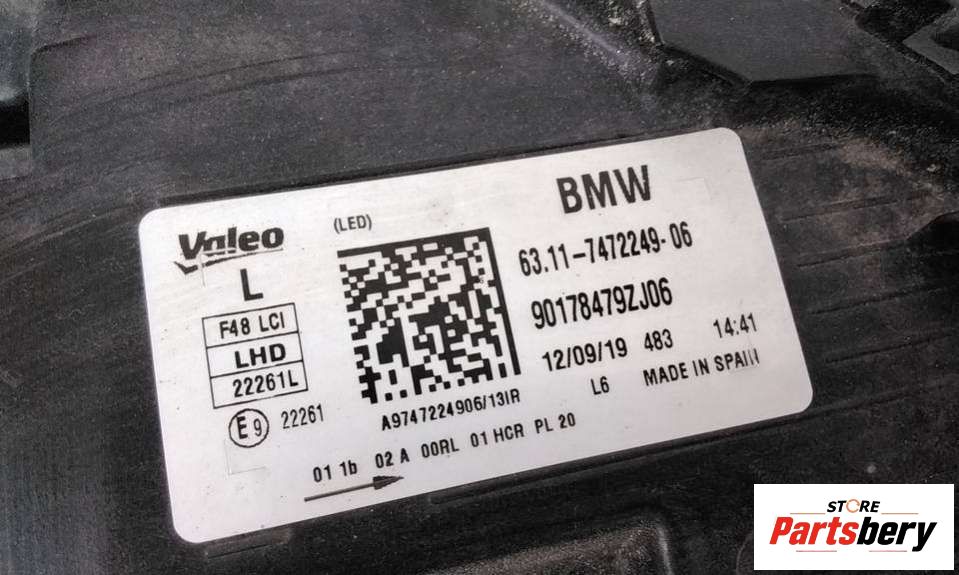 Valeo
(LED)
BMW
L
63.11-7472249-06
90178479ZJ06
F48 LCI
LHD
22261L
12/09/19 483 14:41
E9 22261
A9747224906/13IR
L6 MADE IN SPAIN
01 1b 02 A 00RL 01 HCR PL 20
STORE
Partsbery